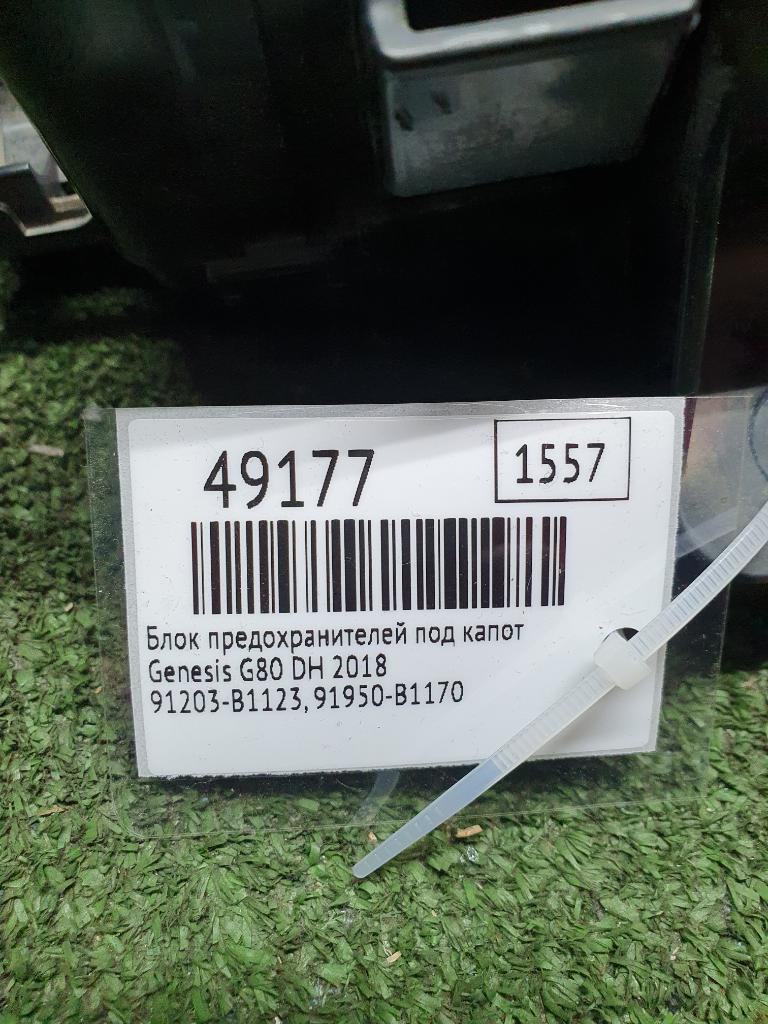 49177
1557
Блок предохранителей под капот
Genesis G80 DH 2018
91203-B1123, 91950-B1170